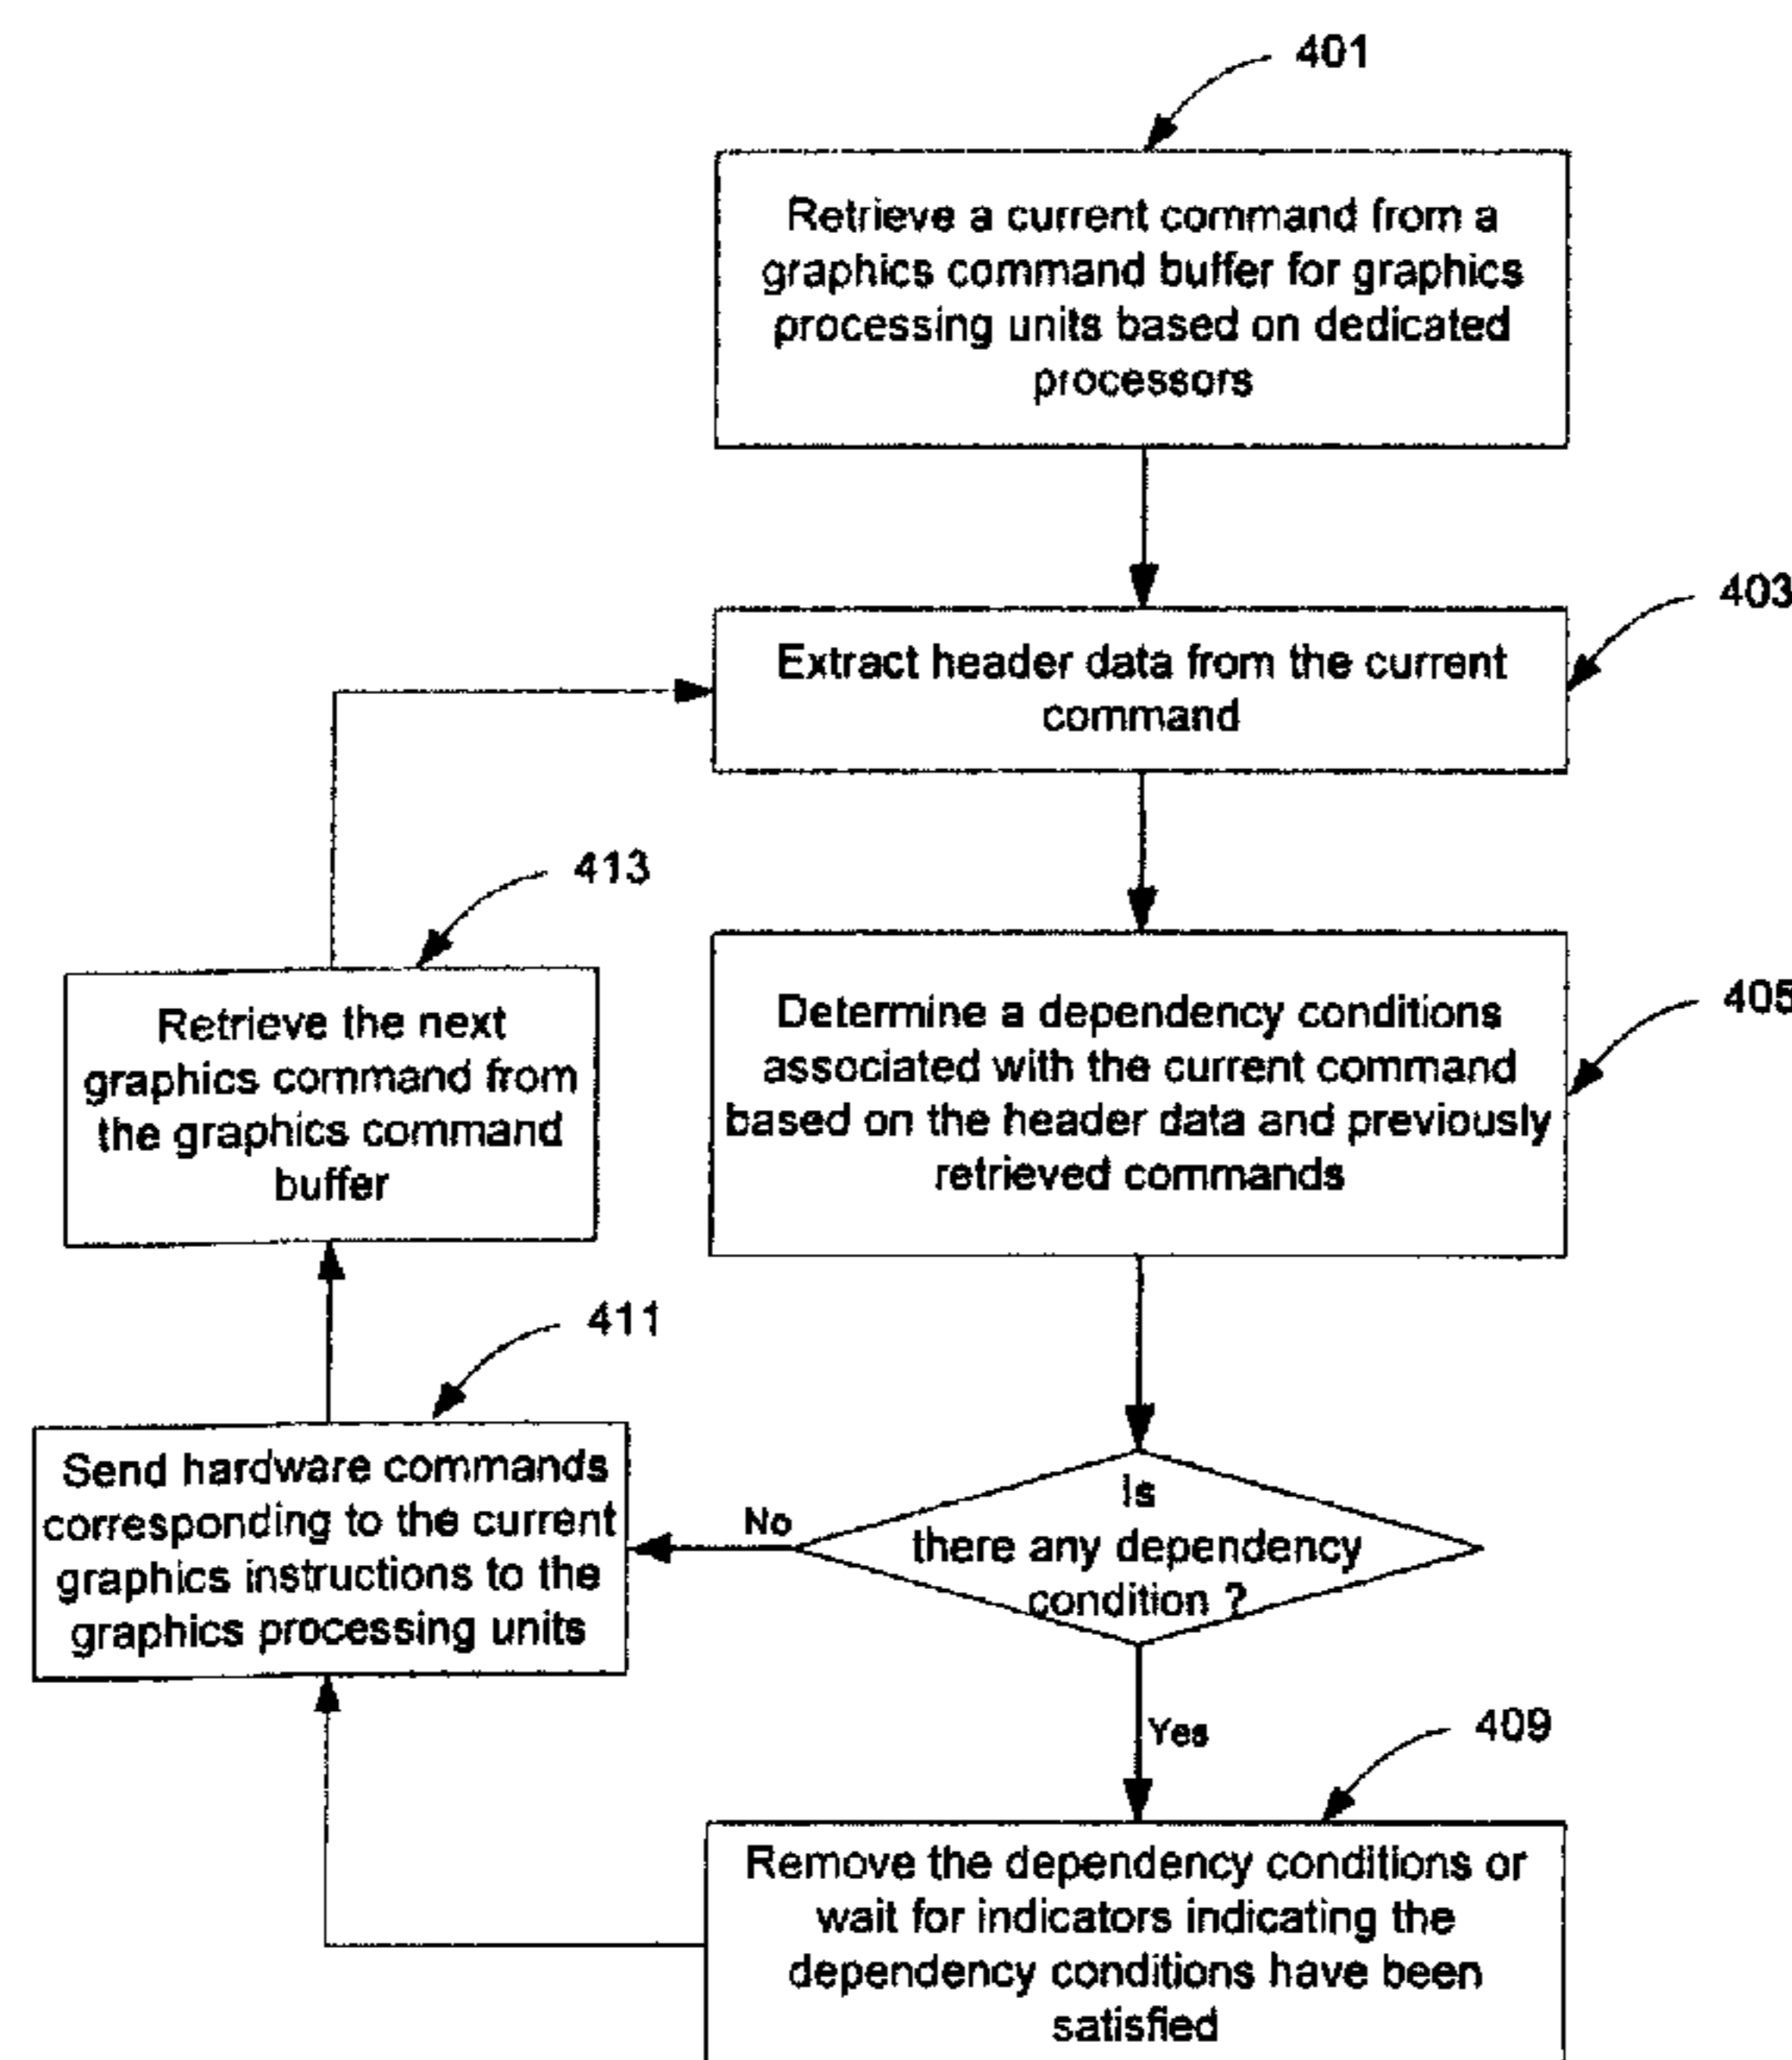 401
Retrieve a current command from a
graphics command buffer for graphics
processing units based on dedicated
processors
403
Extract header data from the current
command
413
Retrieve the next
graphics command from
the graphics command
buffer
405
Determine a dependency conditions
associated with the current command
based on the header data and previously
retrieved commands
411
Send hardware commands
corresponding to the current
graphics instructions to the
graphics processing units
No
Is
there any dependency
condition ?
Yes
409
Remove the dependency conditions or
wait for indicators indicating the
dependency conditions have been
satisfied